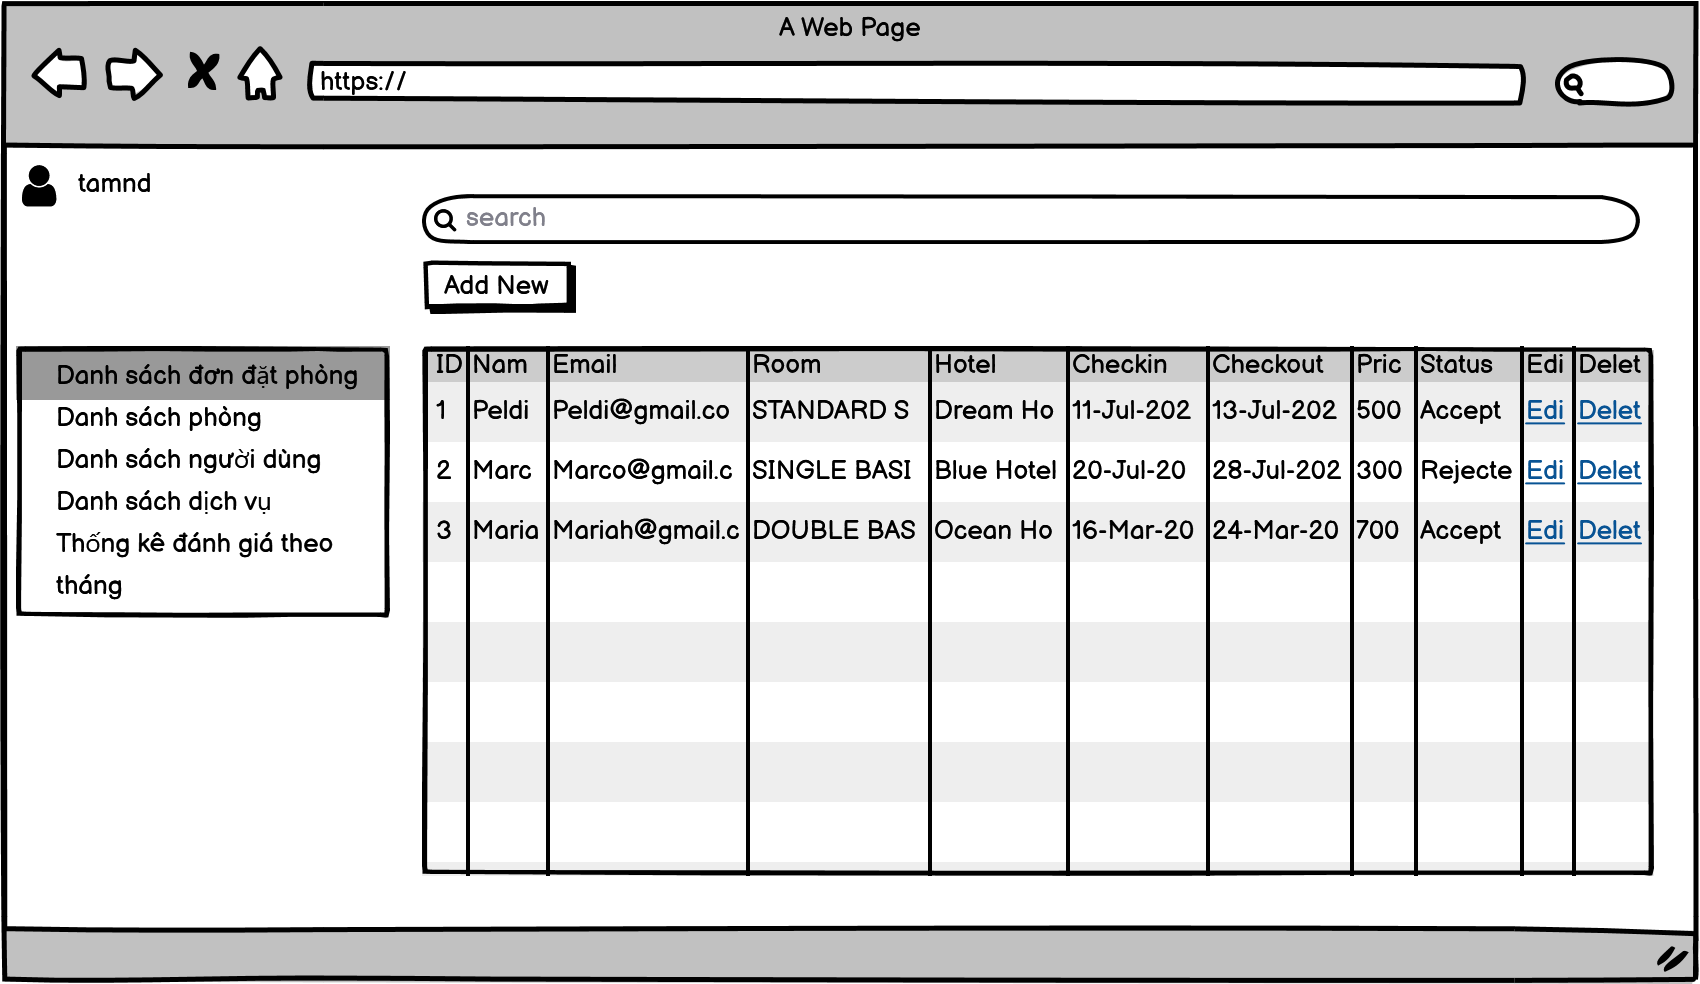 A Web Page
https://
tamnd
search
Add New
Danh sách đơn đặt phòng
Danh sách phòng
Danh sách người dùng
Danh sách dịch vụ
Thống kê đánh giá theo
tháng
ID Nam Email Room Hotel Checkin Checkout Pric Status Edi Delet
1 Peldi Peldi@gmail.co STANDARD S Dream Ho 11-Jul-202 13-Jul-202 500 Accept Edi Delet
2 Marc Marco@gmail.c SINGLE BASI Blue Hotel 20-Jul-20 28-Jul-202 300 Rejecte Edi Delet
3 Maria Mariah@gmail.c DOUBLE BAS Ocean Ho 16-Mar-20 24-Mar-20 700 Accept Edi Delet